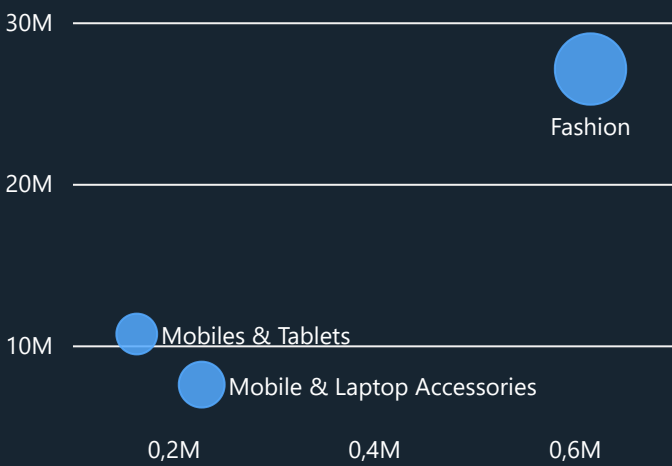 30M
Fashion
20M
Mobiles & Tablets
10M
Mobile & Laptop Accessories
0,2M 0,4M 0,6M